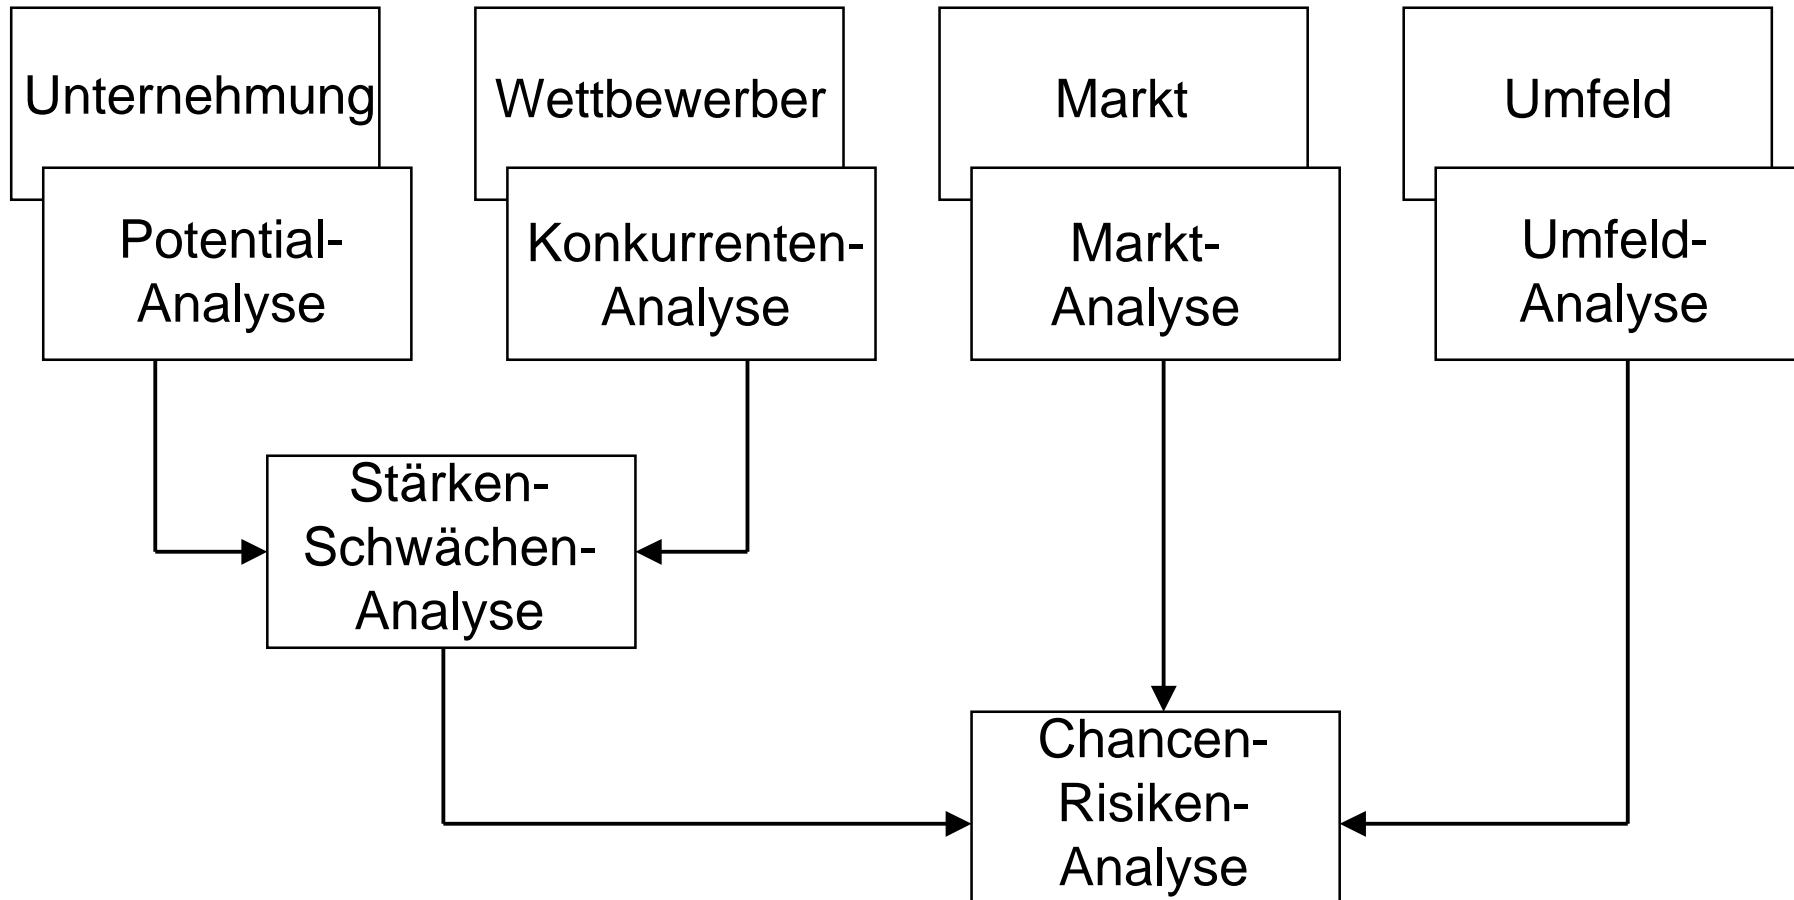 Unternehmung
Wettbewerber
Markt
Umfeld
Potential-
Analyse
Konkurrenten-
Analyse
Markt-
Analyse
Umfeld-
Analyse
Stärken-
Schwächen-
Analyse
Chancen-
Risiken-
Analyse